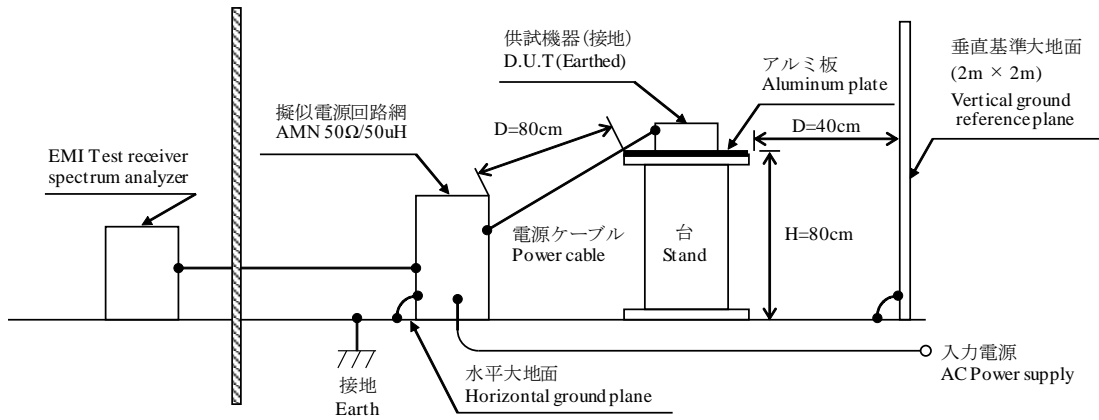 供試機器(接地)
D.U.T(Earthed)
アルミ板
Aluminum plate
垂直基準大地面
(2m × 2m)
Vertical ground
reference plane
擬似電源回路網
AMN 50Ω/50uH
D=80cm
D=40cm
EMI Test receiver
spectrum analyzer
電源ケーブル
Power cable
台
Stand
H=80cm
接地
Earth
水平大地面
Horizontal ground plane
入力電源
AC Power supply